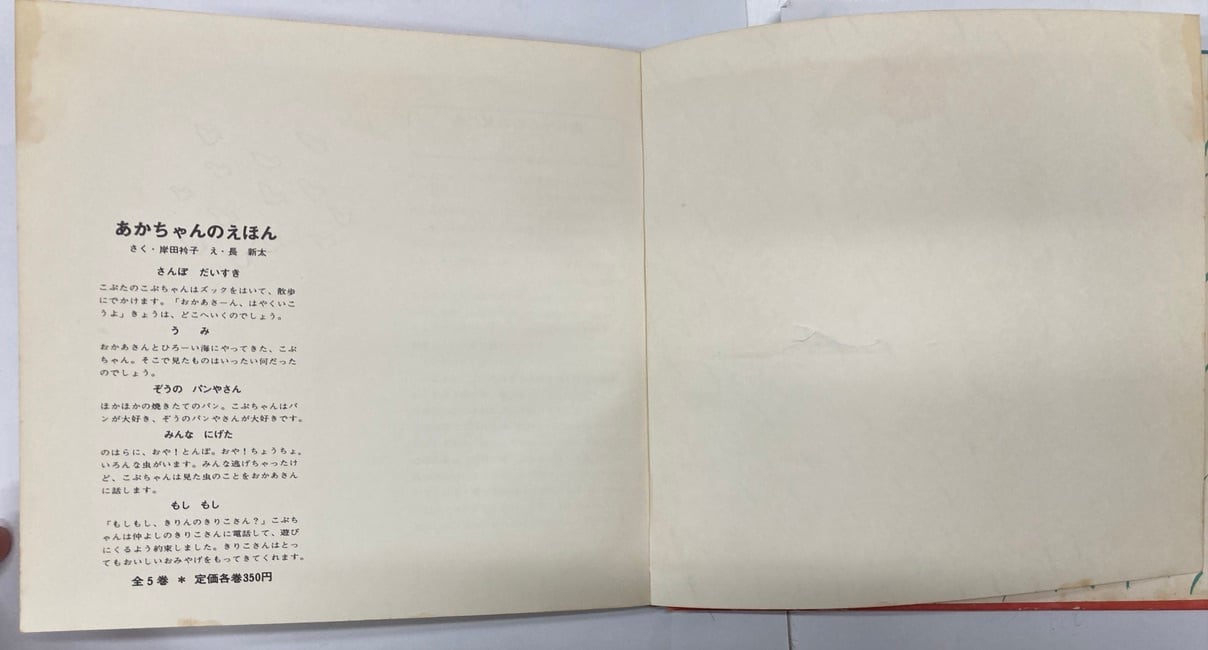 あかちゃんのえほん
さく・岸田衿子　え・長　新太
さんぽ　だいすき
こぶたのこぶちゃんはズックをはいて、散歩
にでかけます。「おかあさーん、はやくいこ
うよ」きょうは、どこへいくのでしょう。
う　み
おかあさんとひろーい海にやってきた、こぶ
ちゃん。そこで見たものはいったい何だった
のでしょう。
ぞうの　パンやさん
ほかほかの焼きたてのパン。こぶちゃんはパ
ンが大好き、ぞうのパンやさんが大好きです。
みんな　にげた
のはらに、おや！とんぼ。おや！ちょうちょ。
いろんな虫がいます。みんな逃げちゃったけ
ど、こぶちゃんは見た虫のことをおかあさん
に話します。
もし　もし
「もしもし、きりんのきりこさん？」こぶち
ゃんは仲よしのきりこさんに電話して、遊び
にくるよう約束しました。きりこさんはとっ
てもおいしいおみやげをもってきてくれます。
全5巻 ＊ 定価各巻350円